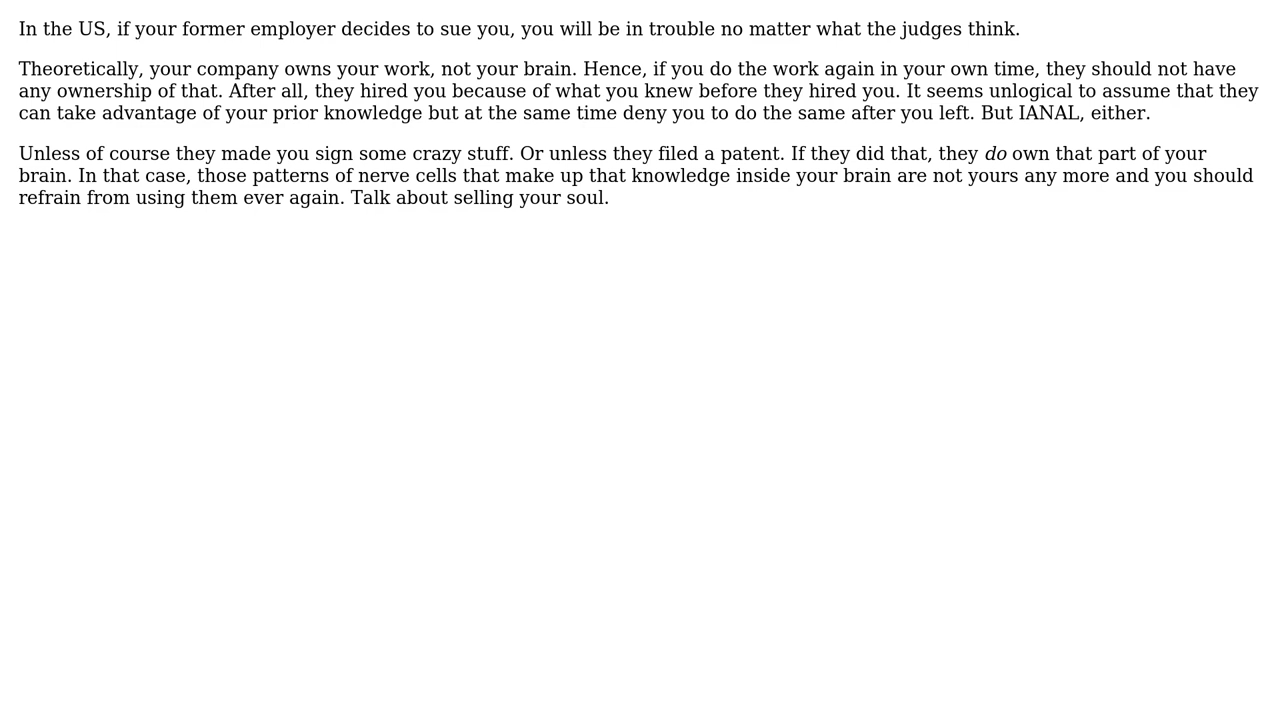 In the US, if your former employer decides to sue you, you will be in trouble no matter what the judges think.
Theoretically, your company owns your work, not your brain. Hence, if you do the work again in your own time, they should not have
any ownership of that. After all, they hired you because of what you knew before they hired you. It seems unlogical to assume that they
can take advantage of your prior knowledge but at the same time deny you to do the same after you left. But IANAL, either.
Unless of course they made you sign some crazy stuff. Or unless they filed a patent. If they did that, they do own that part of your
brain. In that case, those patterns of nerve cells that make up that knowledge inside your brain are not yours any more and you should
refrain from using them ever again. Talk about selling your soul.